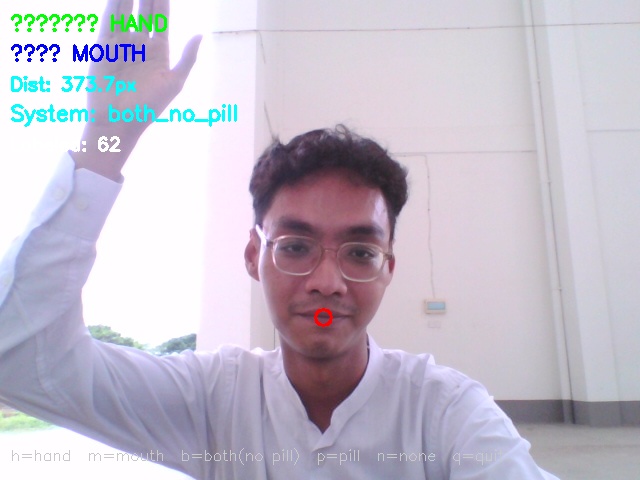 ??????? HAND
???? MOUTH
Dist: 373.7px
System: both_no_pill
: 62
h=hand m=mouth b=both(no pill) p=pill n=none q=quit